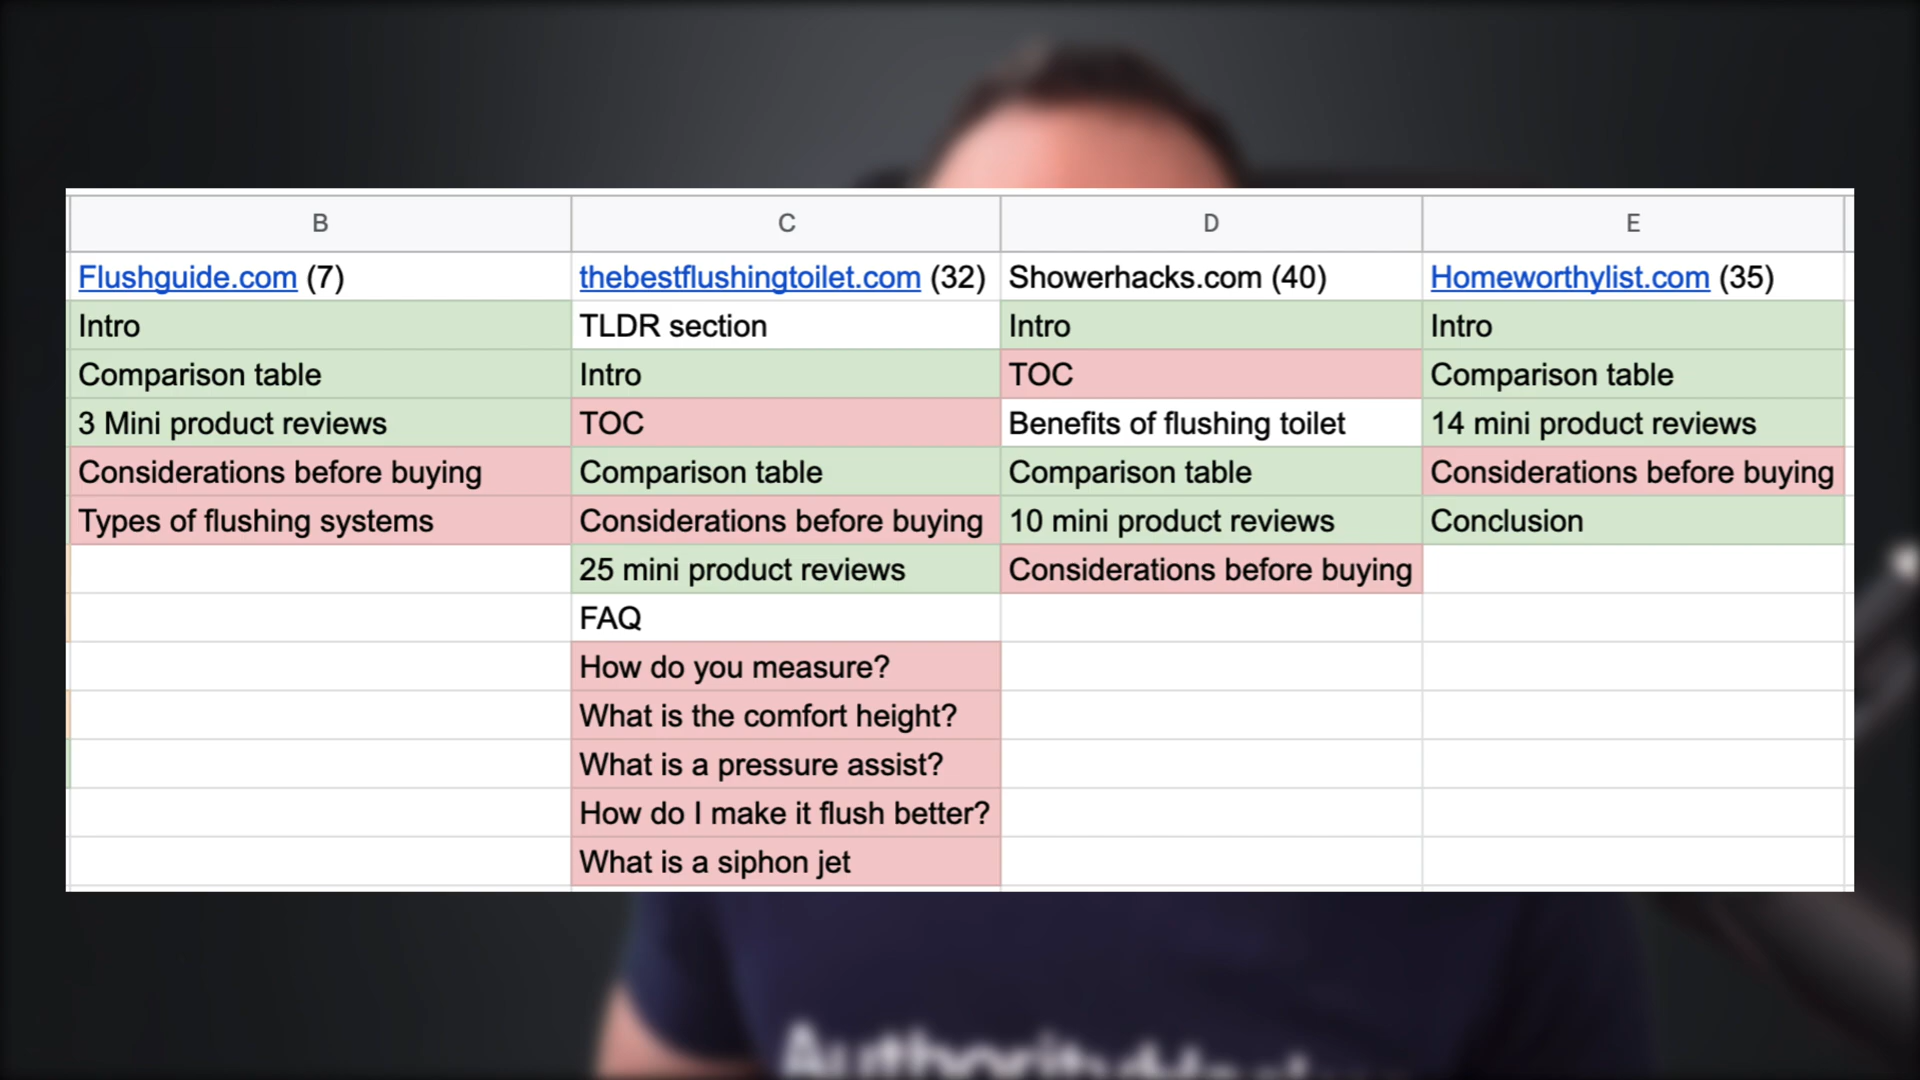 B C D E
Flushguide.com (7) thebestflushingtoilet.com (32) Showerhacks.com (40) Homeworthylist.com (35)
Intro TLDR section Intro Intro
Comparison table Intro TOC Comparison table
3 Mini product reviews TOC Benefits of flushing toilet 14 mini product reviews
Considerations before buying Comparison table Comparison table Considerations before buying
Types of flushing systems Considerations before buying 10 mini product reviews Conclusion
25 mini product reviews Considerations before buying
FAQ
How do you measure?
What is the comfort height?
What is a pressure assist?
How do I make it flush better?
What is a siphon jet